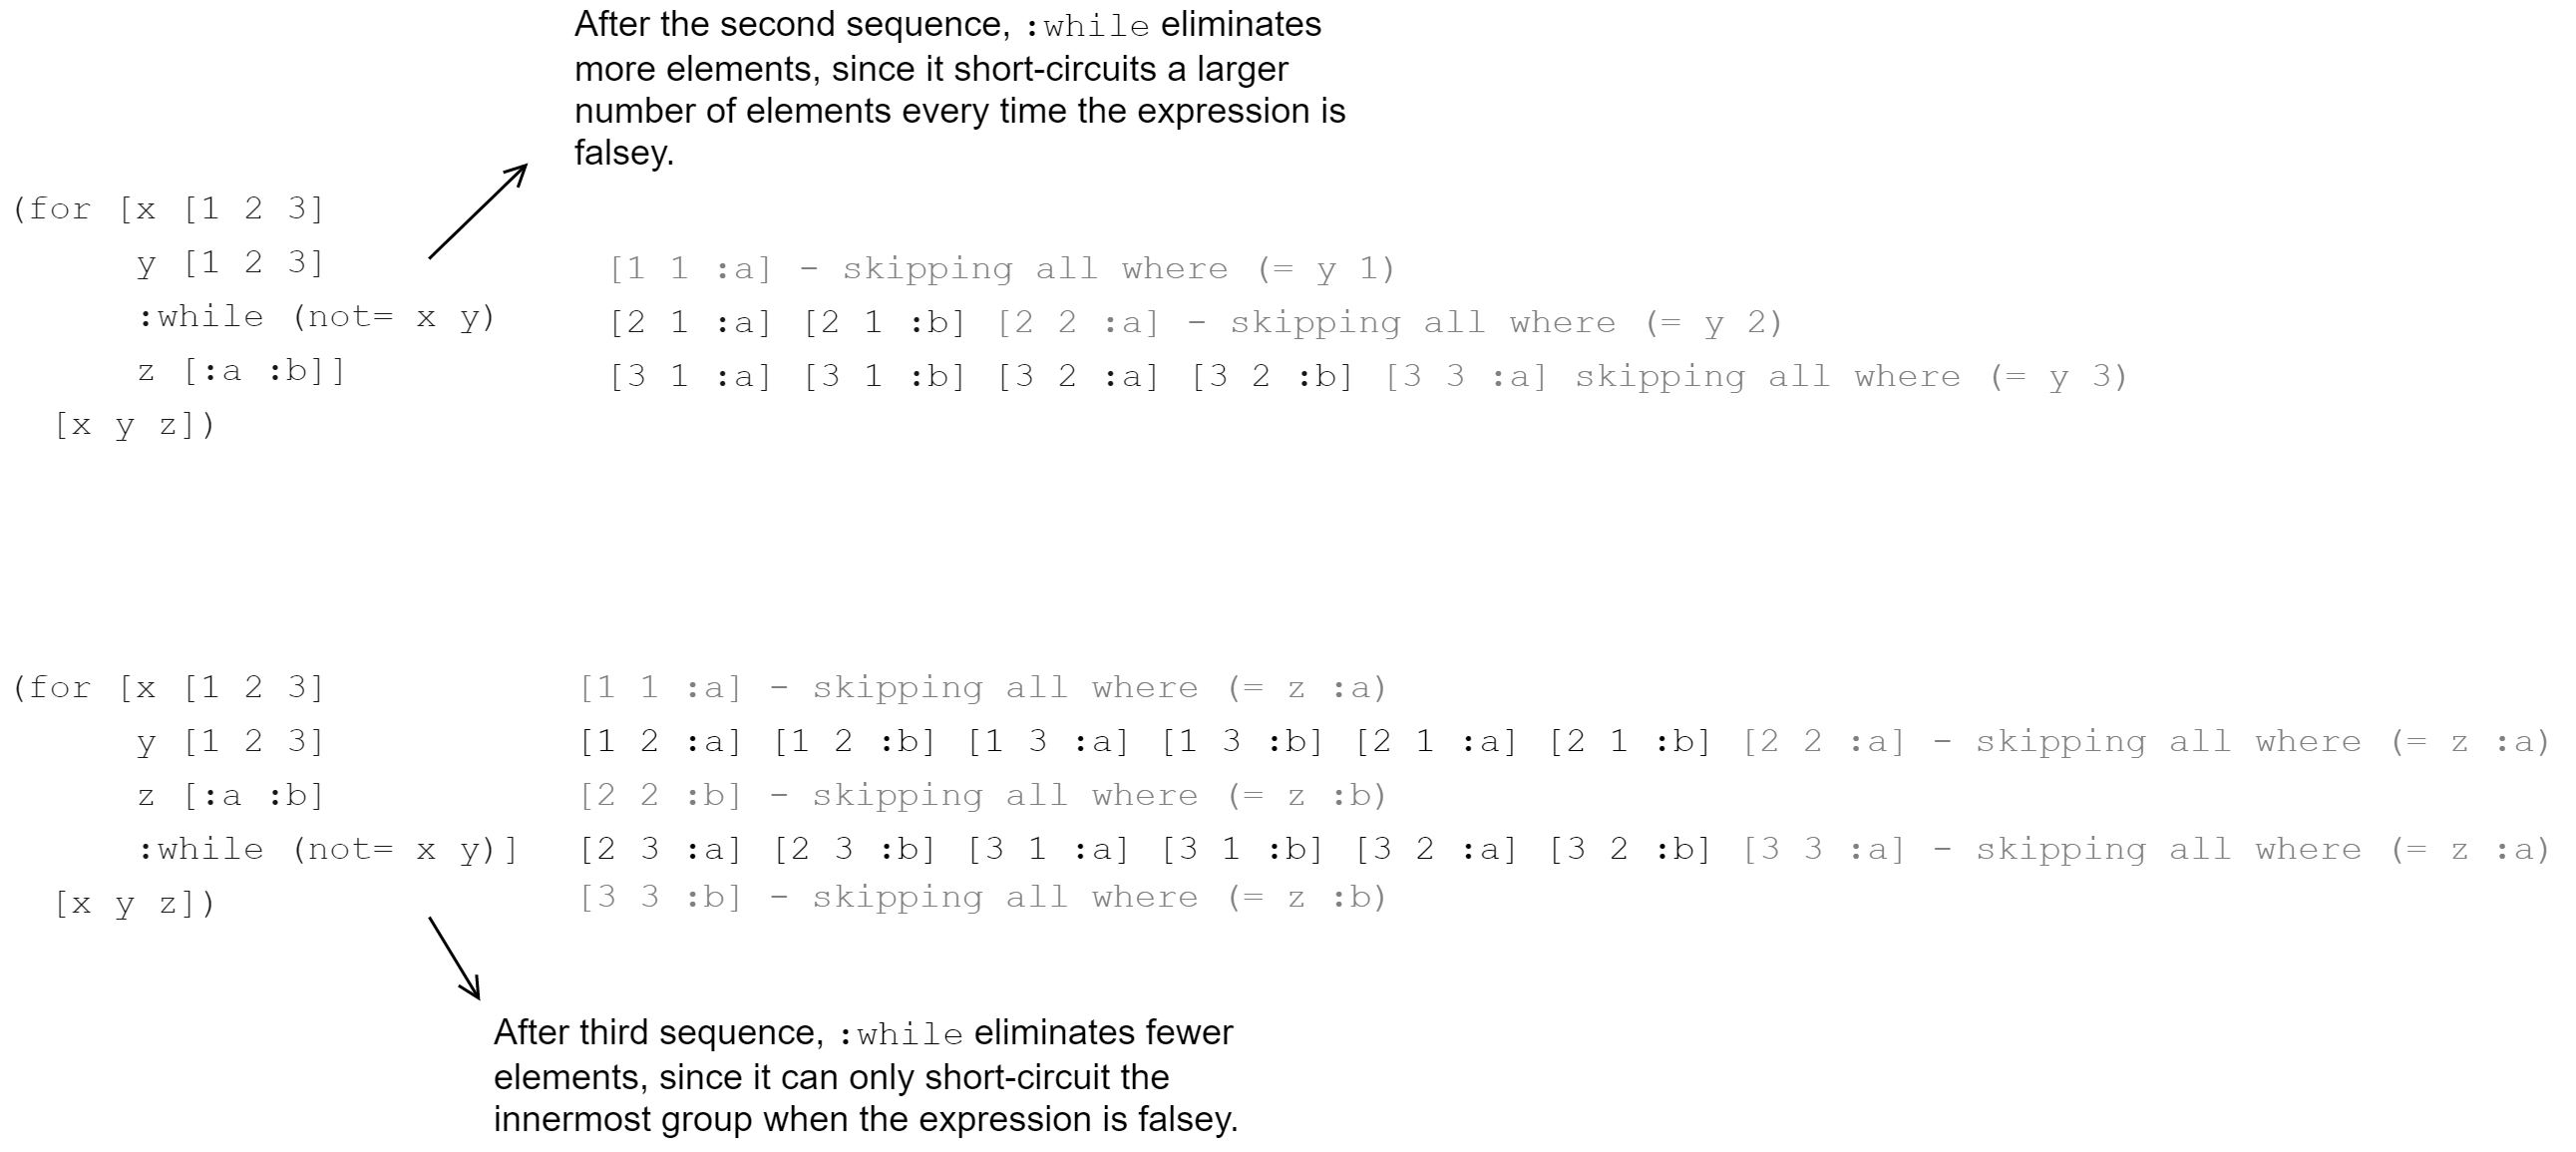 After the second sequence, :while eliminates
more elements, since it short-circuits a larger
number of elements every time the expression is
falsey.
(for [x [1 2 3]
y [1 2 3]
[1 1 :a] - skipping all where (= y 1)
:while (not= x y)
[2 1 :a] [2 1 :b] [2 2 :a] - skipping all where (= y 2)
z [:a :b]]
[3 1 :a] [3 1 :b] [3 2 :a] [3 2 :b] [3 3 :a] skipping all where (= y 3)
[x y z])
(for [x [1 2 3]
[1 1 :a] - skipping all where (= z :a)
y [1 2 3]
[1 2 :a] [1 2 :b] [1 3 :a] [1 3 :b] [2 1 :a] [2 1 :b] [2 2 :a] - skipping all where (= z :a)
z [:a :b]
[2 2 :b] - skipping all where (= z :b)
:while (not= x y)]
[2 3 :a] [2 3 :b] [3 1 :a] [3 1 :b] [3 2 :a] [3 2 :b] [3 3 :a] - skipping all where (= z :a)
[x y z])
[3 3 :b] - skipping all where (= z :b)
After third sequence, :while eliminates fewer
elements, since it can only short-circuit the
innermost group when the expression is falsey.